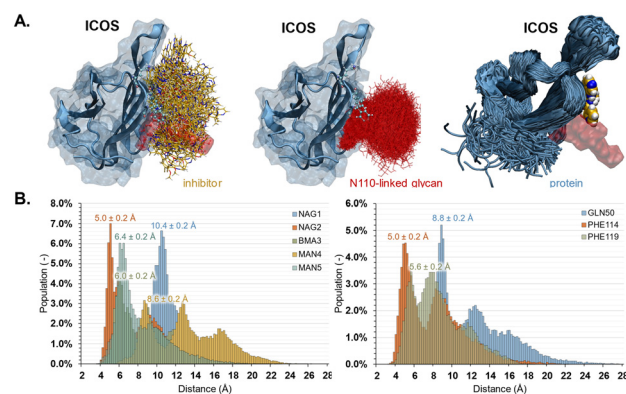 A.
ICOS
ICOS
ICOS
inhibitor
N110-linked glycan
protein
B.
8.0%
7.0%
6.0%
5.0%
4.0%
3.0%
2.0%
1.0%
0.0%
Population (-)
5.0 ± 0.2 Å
10.4 ± 0.2 Å
6.4 ± 0.2 Å
6.0 ± 0.2 Å
8.6 ± 0.2 Å
NAG1
NAG2
BMA3
MAN4
MAN5
2 4 6 8 10 12 14 16 18 20 22 24 26 28
Distance (Å)
6.0%
5.0%
4.0%
3.0%
2.0%
1.0%
0.0%
Population (-)
8.8 ± 0.2 Å
5.0 ± 0.2 Å
5.6 ± 0.2 Å
GLN50
PHE114
PHE119
2 4 6 8 10 12 14 16 18 20 22 24 26 28
Distance (Å)